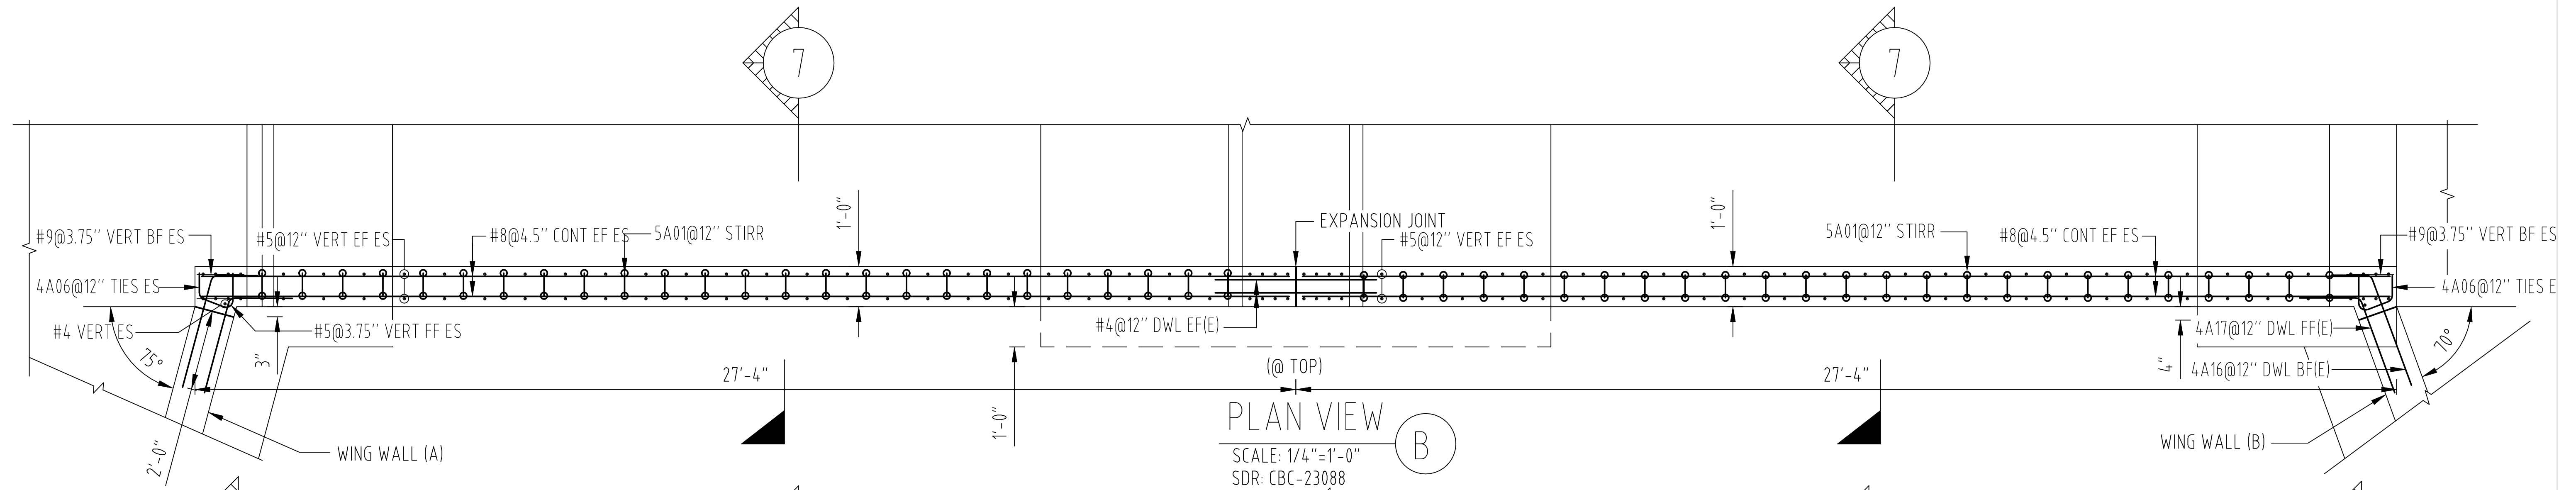 7
7
1'-0"
1'-0"
EXPANSION JOINT
#9@3.75" VERT BF ES
#5@12" VERT EF ES
#8@4.5" CONT EF ES
5A01@12" STIRR
#5@12" VERT EF ES
5A01@12" STIRR
#8@4.5" CONT EF ES
#9@3.75" VERT BF ES
4A06@12" TIES ES
4A06@12" TIES E
#4 VERT ES
#5@3.75" VERT FF ES
#4@12" DWL EF(E)
4A17@12" DWL FF(E)
75°
3"
(@ TOP)
4"
4A16@12" DWL BF(E)
70°
27'-4"
27'-4"
1'-0"
PLAN VIEW
B
2'-0"
WING WALL (A)
WING WALL (B)
SCALE: 1/4"=1'-0"
SDR: CBC-23088